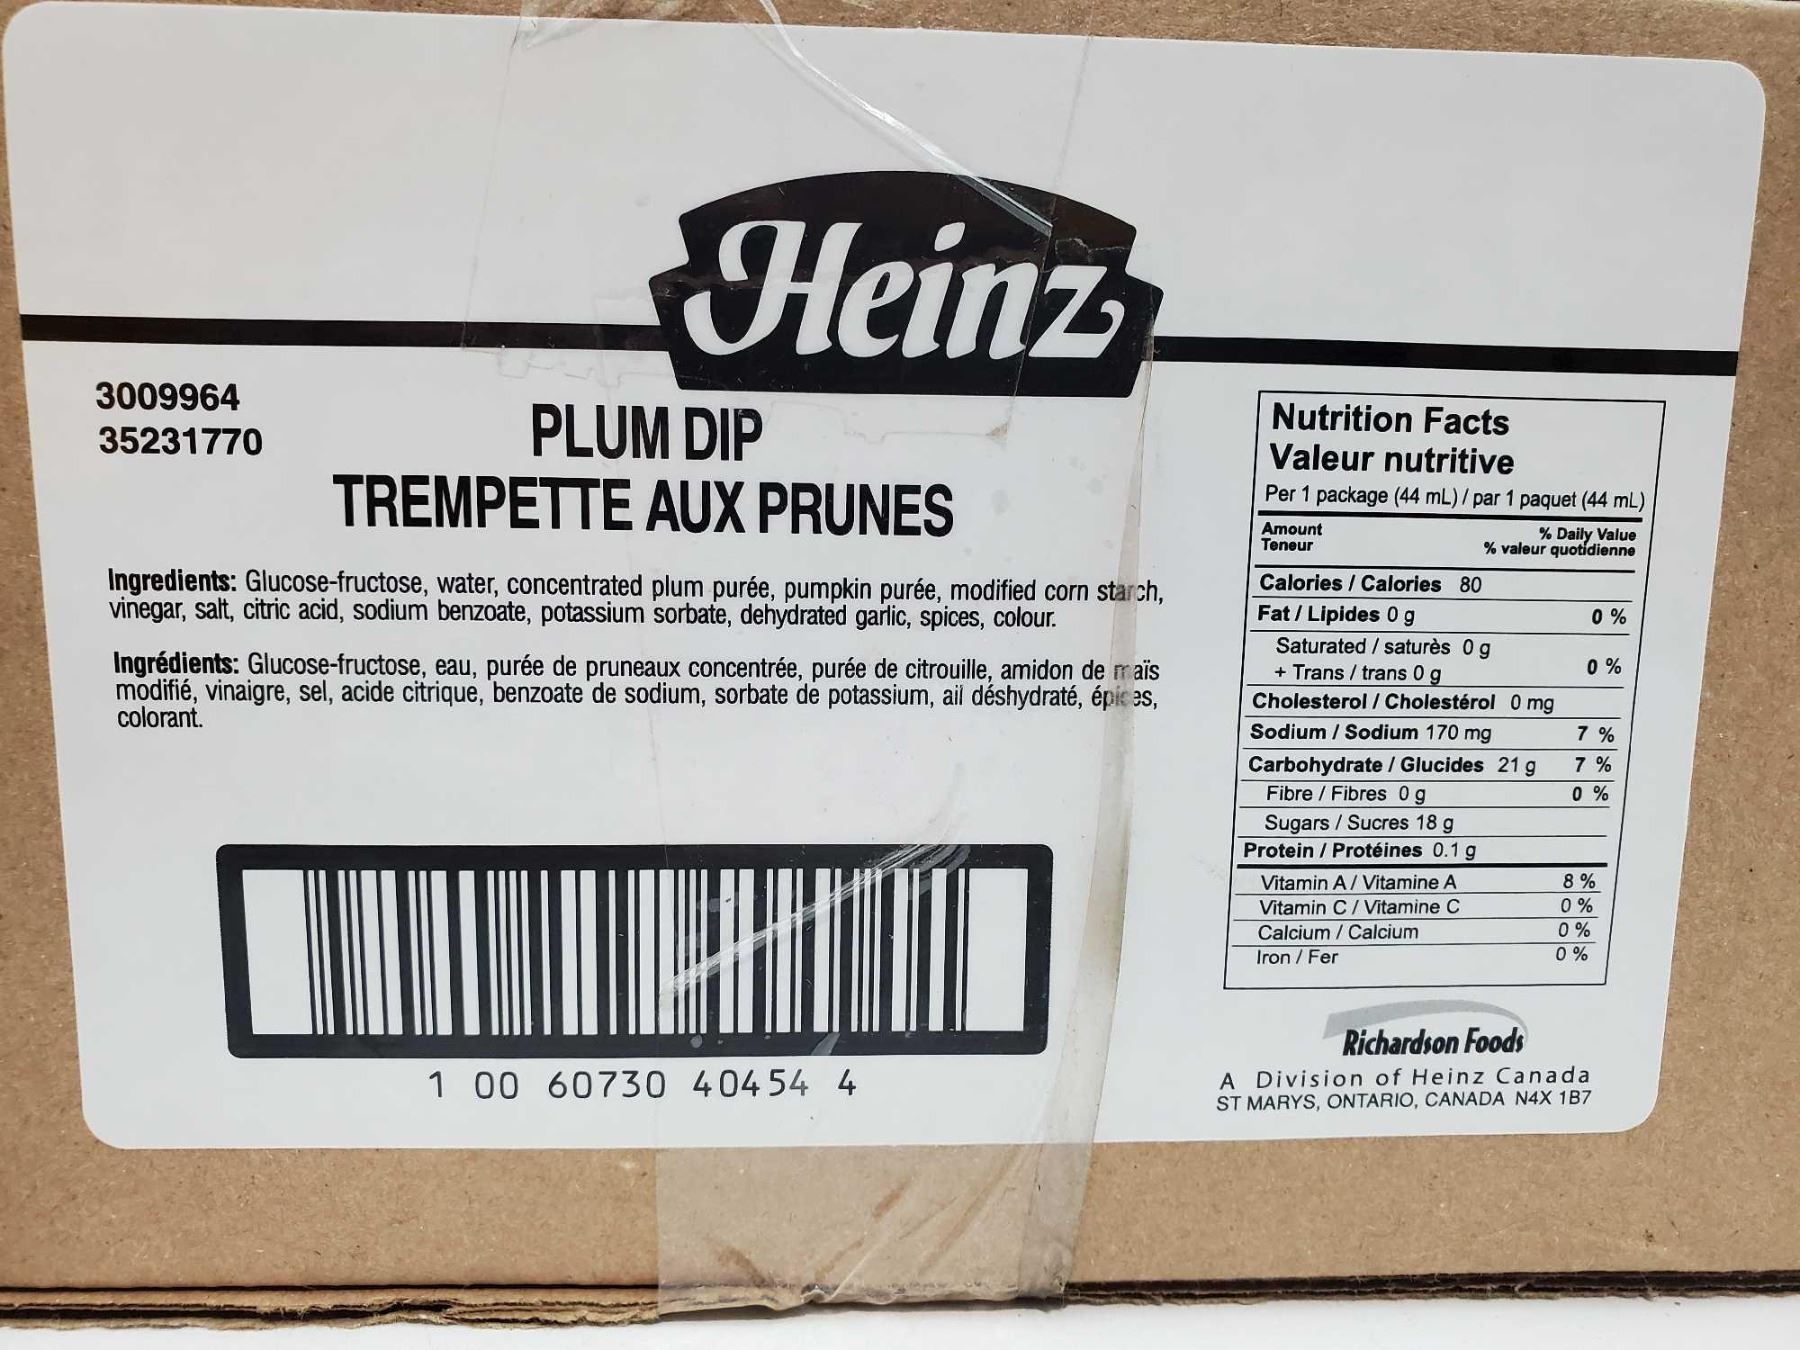 Heinz
3009964
35231770
PLUM DIP
TREMPETTE AUX PRUNES
Ingredients: Glucose-fructose, water, concentrated plum purée, pumpkin purée, modified corn starch,
vinegar, salt, citric acid, sodium benzoate, potassium sorbate, dehydrated garlic, spices, colour.
Ingrédients: Glucose-fructose, eau, purée de pruneaux concentrée, purée de citrouille, amidon de maïs
modifié, vinaigre, sel, acide citrique, benzoate de sodium, sorbate de potassium, ail déshydraté, épices,
colorant.
1 00 60730 40454 4
Nutrition Facts
Valeur nutritive
Per 1 package (44 mL) / par 1 paquet (44 mL)
Amount % Daily Value
Teneur % valeur quotidienne
Calories / Calories 80
Fat / Lipides 0 g 0 %
Saturated / saturès 0 g
+ Trans / trans 0 g 0 %
Cholesterol / Cholestérol 0 mg
Sodium / Sodium 170 mg 7 %
Carbohydrate / Glucides 21 g 7 %
Fibre / Fibres 0 g 0 %
Sugars / Sucres 18 g
Protein / Protéines 0.1 g
Vitamin A / Vitamine A 8 %
Vitamin C / Vitamine C 0 %
Calcium / Calcium 0 %
Iron / Fer 0 %
Richardson Foods
A Division of Heinz Canada
ST MARYS, ONTARIO, CANADA N4X 1B7